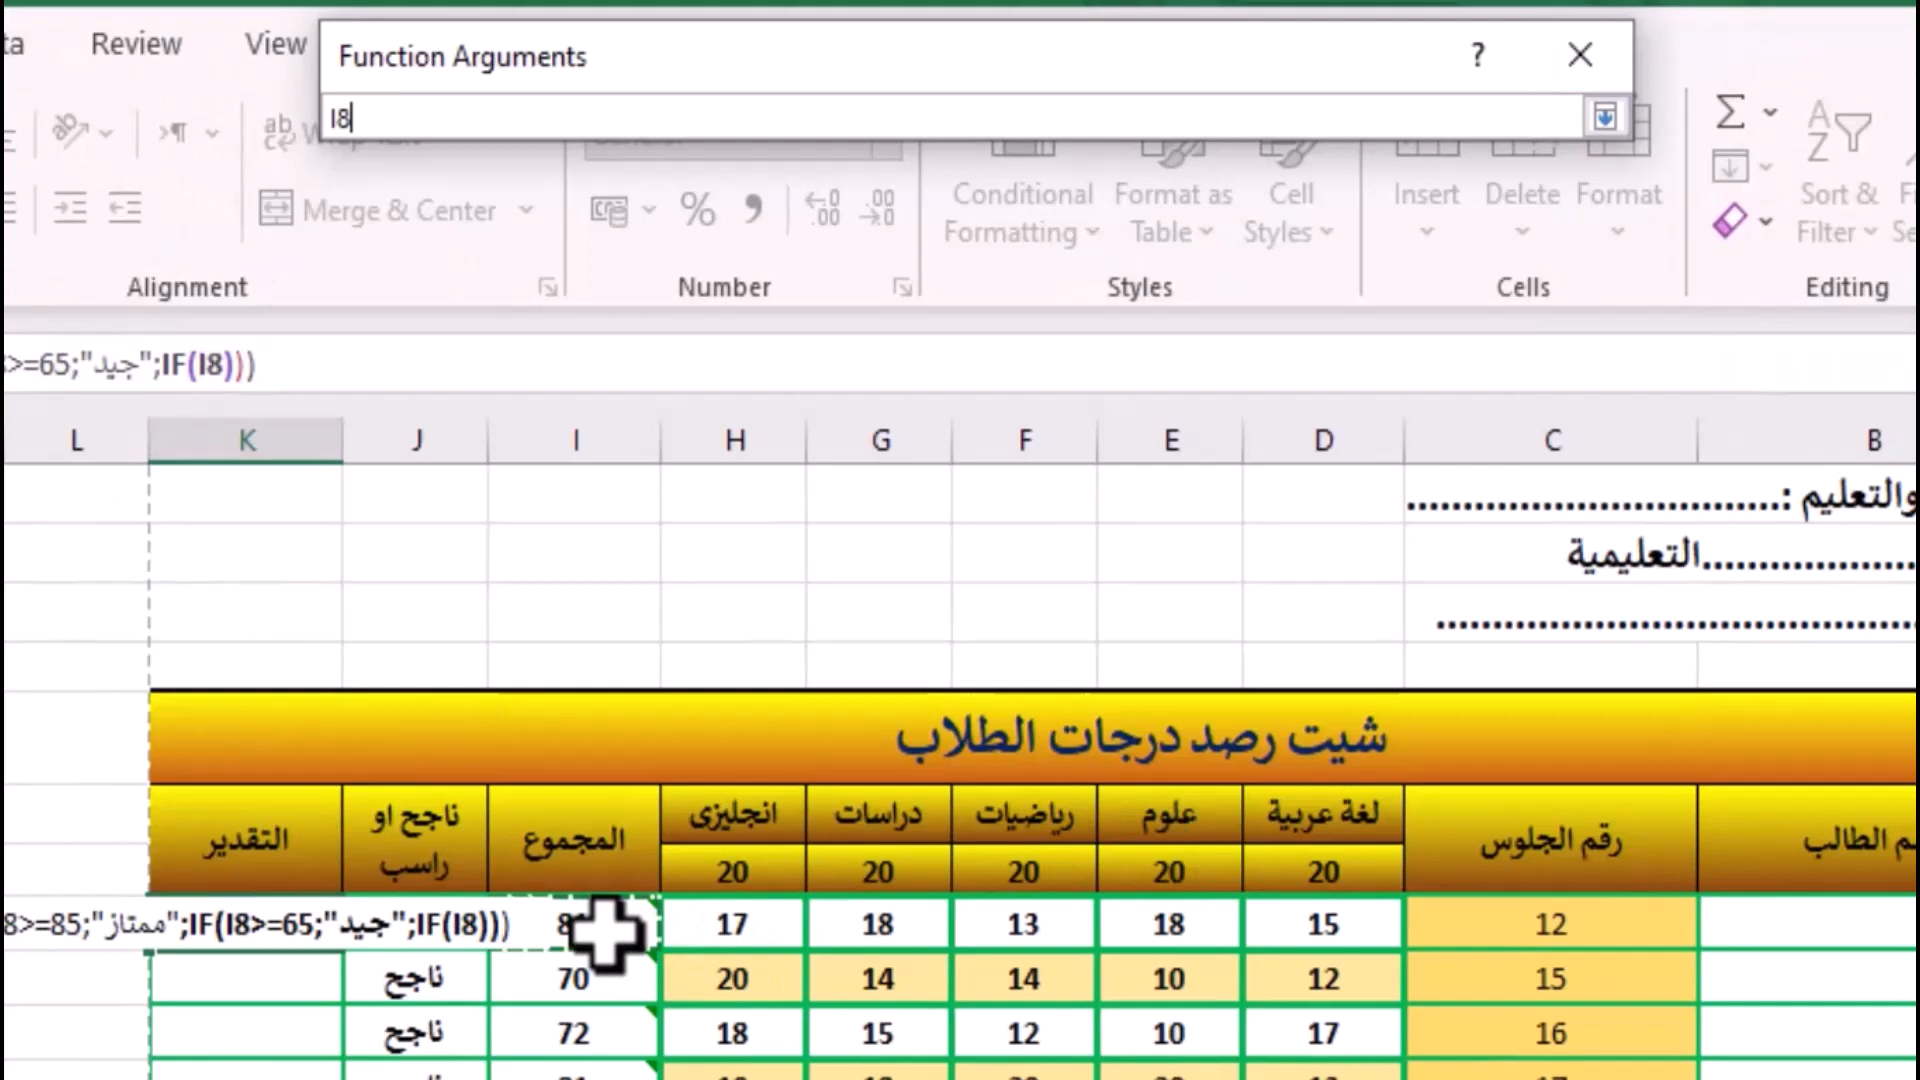 Function Arguments ?
I8
Review View
Merge & Center
Conditional Formatting
Format as Table
Cell Styles
Insert
Delete
Format
Sort & Filter
Alignment Number Styles Cells Editing
>=65;"جيد";IF(I8)))
L K J I H G F E D C B
والتعليم :................................
...................التعليمية
............................................
شيت رصد درجات الطلاب
رقم الجلوس لغة عربية علوم رياضيات دراسات انجليزى المجموع ناجح او راسب التقدير
20 20 20 20 20
8>=85;"ممتاز";IF(I8>=65;"جيد";IF(I8)))
17 18 13 18 15 12
ناجح 70 20 14 14 10 12 15
ناجح 72 18 15 12 10 17 16